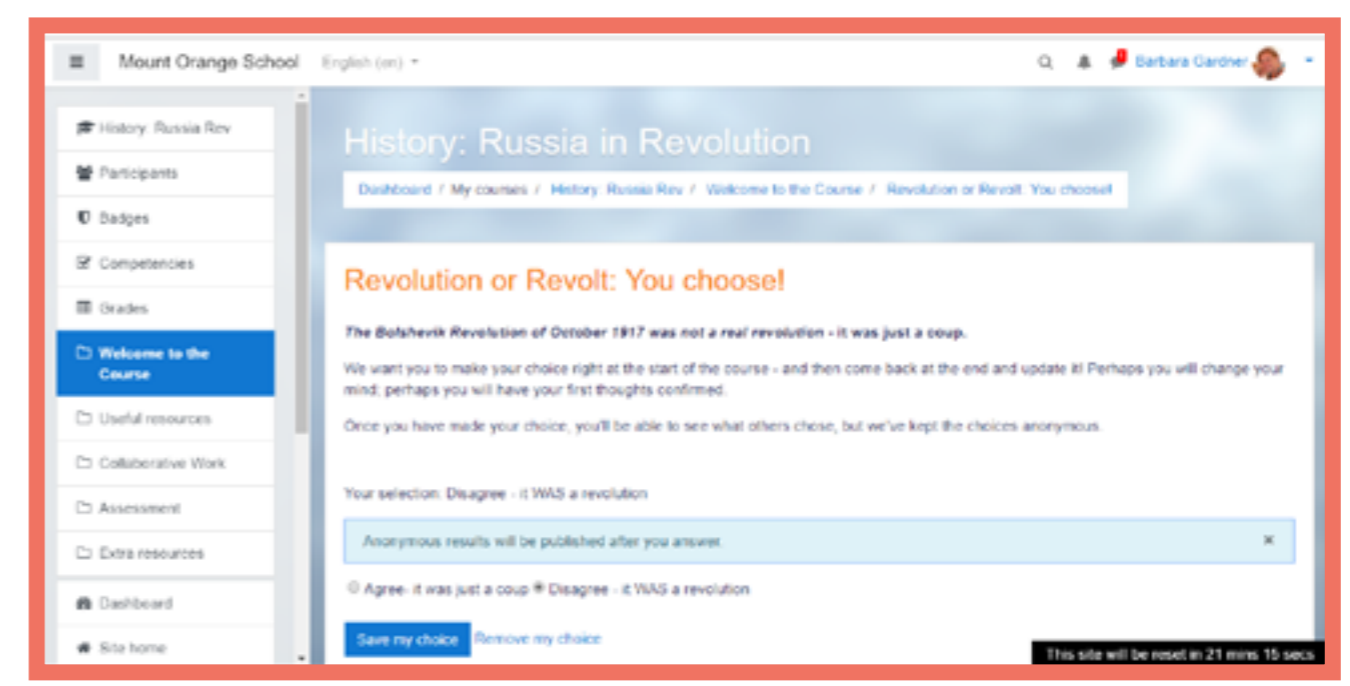 Mount Orange School English (en)
Barbara Gardner
History: Russia Rev
Participants
Badges
Competencies
Grades
Welcome to the
Course
Useful resources
Collaborative Work
Assessment
Extra resources
Dashboard
Site home
History: Russia in Revolution
Dashboard / My courses / History: Russia Rev / Welcome to the Course / Revolution or Revolt: You choose!
Revolution or Revolt: You choose!
The Bolshevik Revolution of October 1917 was not a real revolution - it was just a coup.
We want you to make your choice right at the start of the course - and then come back at the end and update it! Perhaps you will change your
mind; perhaps you will have your first thoughts confirmed.
Once you have made your choice, you'll be able to see what others chose, but we've kept the choices anonymous.
Your selection: Disagree - it WAS a revolution
Anonymous results will be published after you answer.
Agree- it was just a coup Disagree - it WAS a revolution
Save my choice Remove my choice
This site will be reset in 21 mins 15 secs